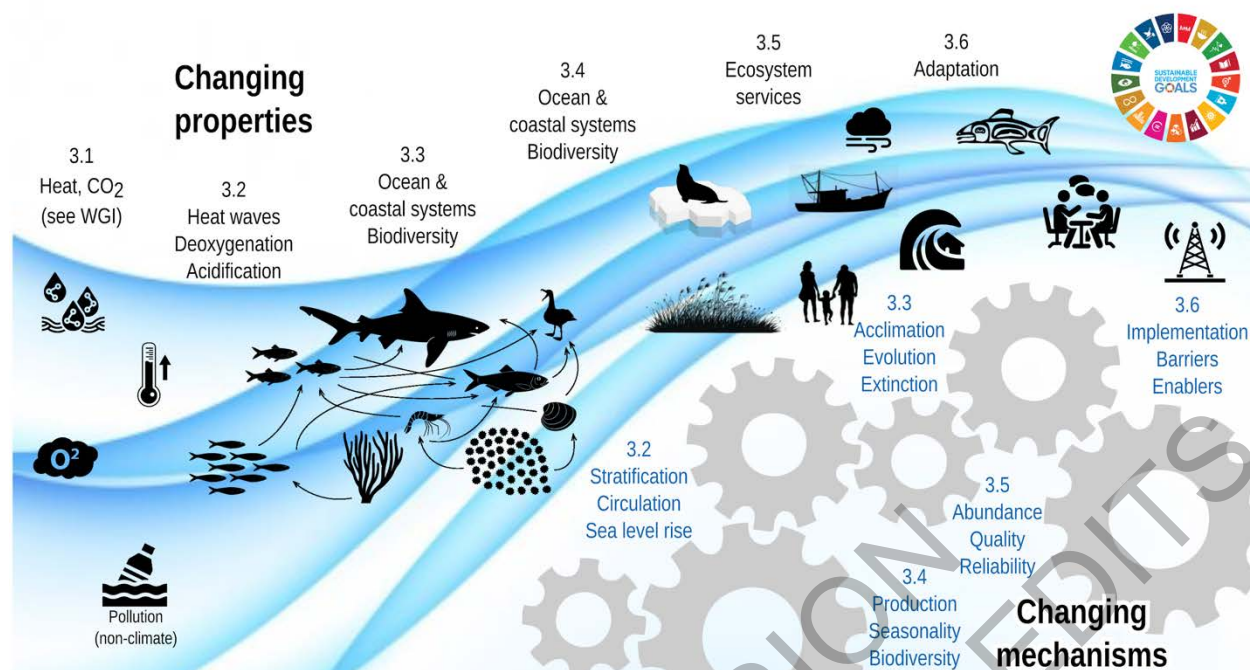 Changing
properties
3.1
Heat, CO2
(see WGI)
3.2
Heat waves
Deoxygenation
Acidification
3.3
Ocean &
coastal systems
Biodiversity
3.4
Ocean &
coastal systems
Biodiversity
3.5
Ecosystem
services
3.6
Adaptation
SUSTAINABLE
DEVELOPMENT
GOALS
O²
Pollution
(non-climate)
3.2
Stratification
Circulation
Sea level rise
3.3
Acclimation
Evolution
Extinction
3.6
Implementation
Barriers
Enablers
3.5
Abundance
Quality
Reliability
3.4
Production
Seasonality
Biodiversity
Changing
mechanisms
EDITS